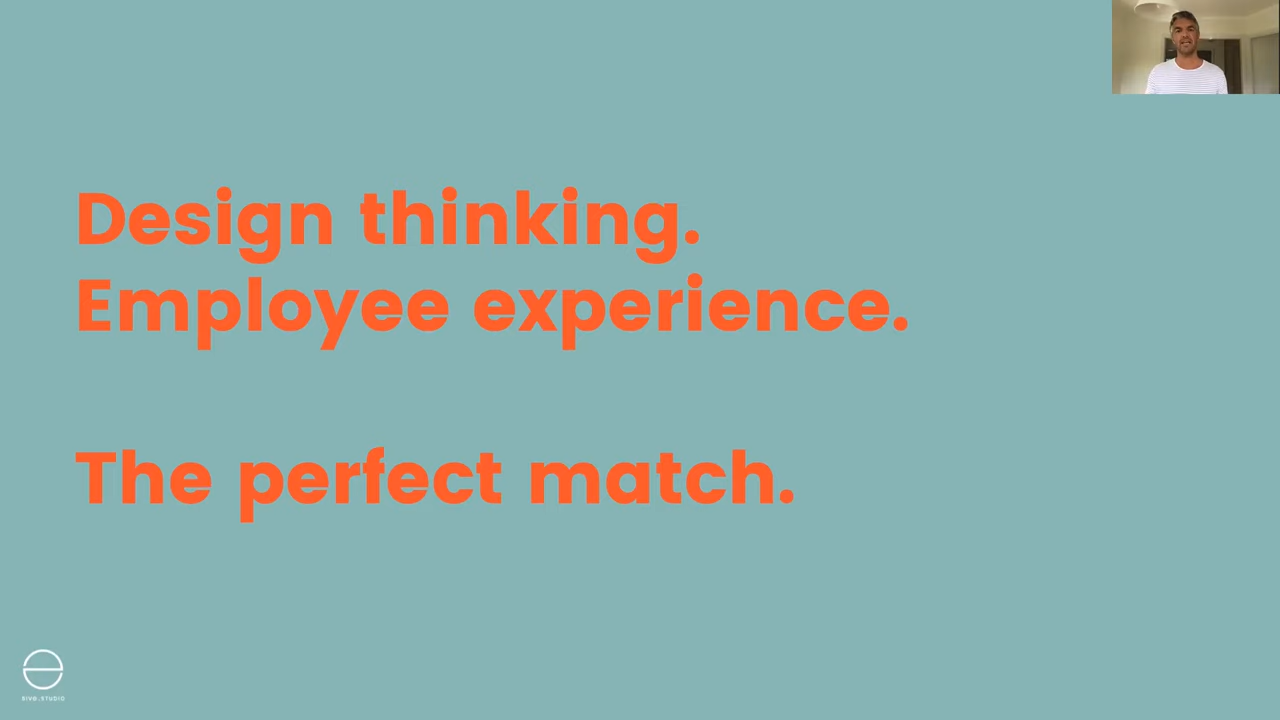 Design thinking.
Employee experience.
The perfect match.